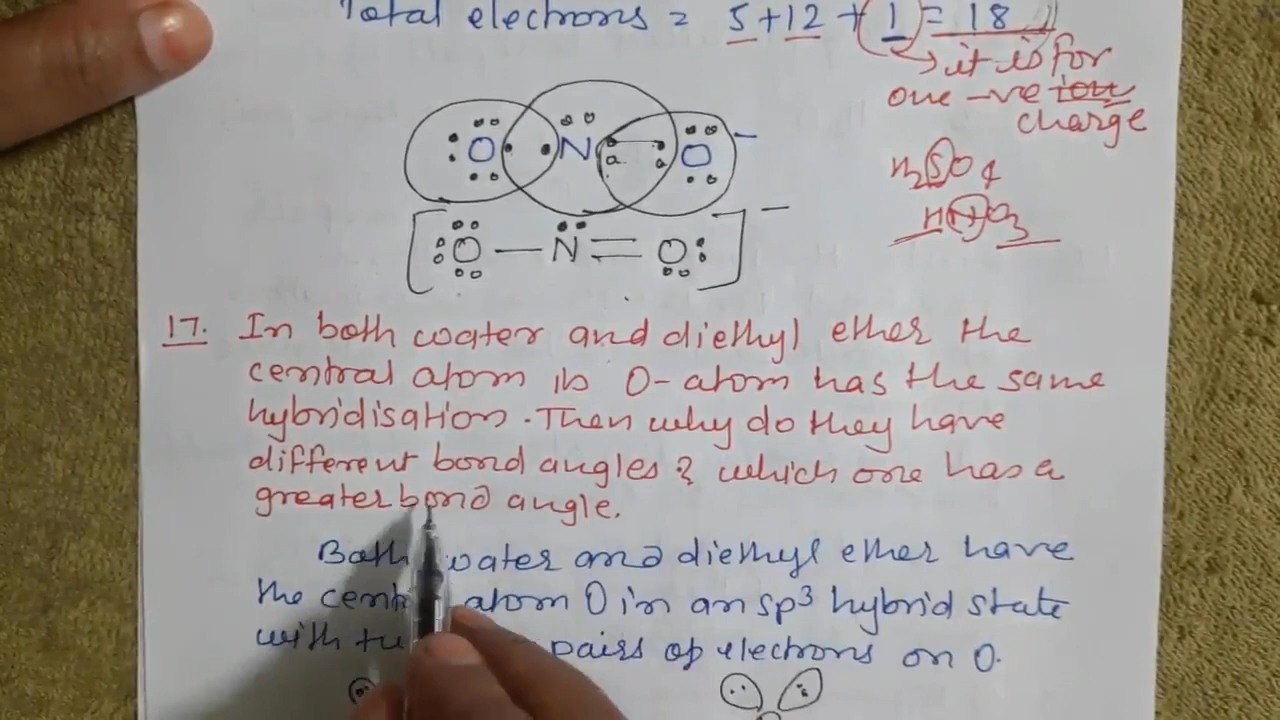 Total electrons = 5+12+(1)=18
→ it is for
one -ve ion
charge
O N O –
H2SO4
HNO3
[O — N = O] –
17. In both water and diethyl ether the
central atom is O-atom has the same
hybridisation. Then why do they have
different bond angles? which one has a
greater bond angle.
Both water and diethyl ether have
the atom O in an sp3 hybrid state
with pairs of electrons on O.